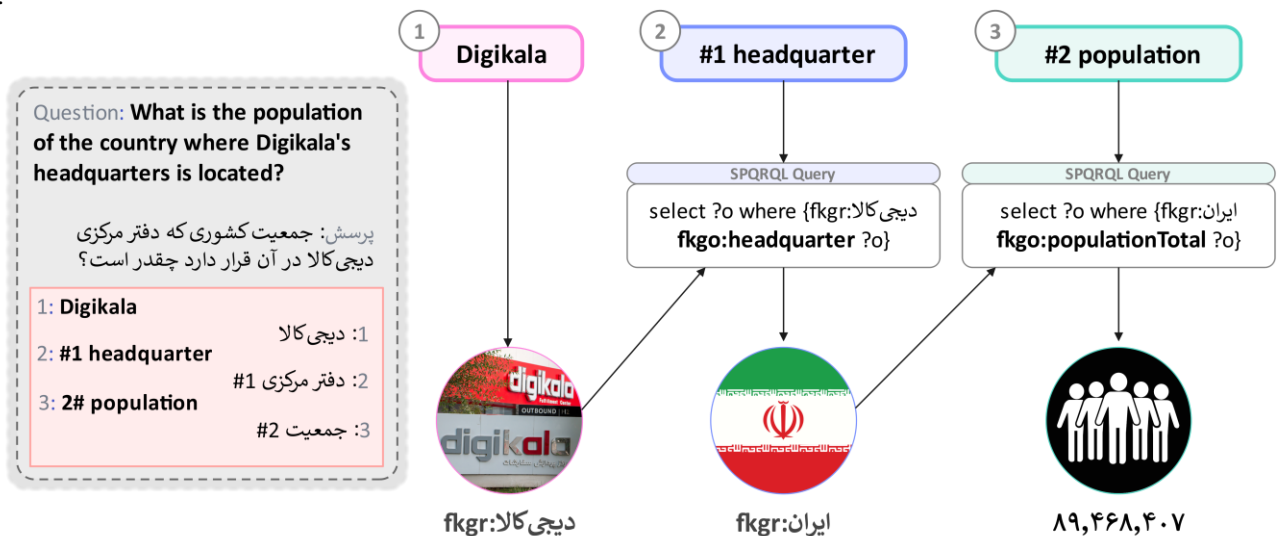 1
Digikala
2
#1 headquarter
3
#2 population
Question: What is the population
of the country where Digikala's
headquarters is located?
پرسش: جمعیت کشوری که دفتر مرکزی
دیجی‌کالا در آن قرار دارد چقدر است؟
1: Digikala
1: دیجی‌کالا
2: #1 headquarter
2: دفتر مرکزی 1#
3: 2# population
3: جمعیت 2#
SPQRQL Query
select ?o where {fkgr:دیجی‌کالا
fkgo:headquarter ?o}
SPQRQL Query
select ?o where {fkgr:ایران
fkgo:populationTotal ?o}
digikala
Fulfillment Center
OUTBOUND
digikala
fkgr:دیجی‌کالا
fkgr:ایران
۸۹,۴۶۸,۴۰۷